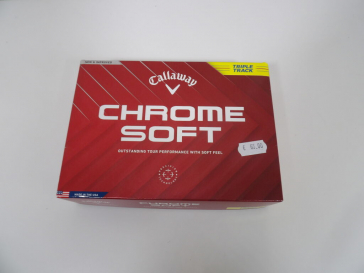 TRIPLE
TRACK
Callaway
CHROME
SOFT
OUTSTANDING TOUR PERFORMANCE WITH SOFT FEEL